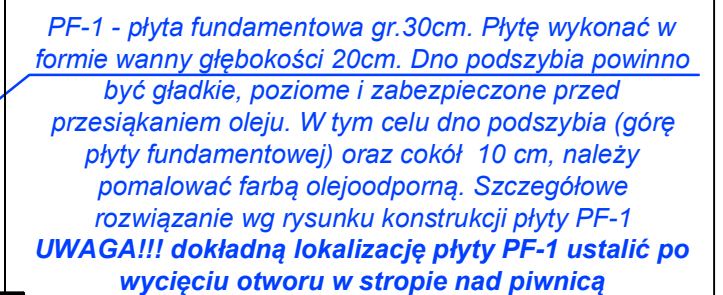 PF-1 - płyta fundamentowa gr.30cm. Płytę wykonać w
formie wanny głębokości 20cm. Dno podszybia powinno
być gładkie, poziome i zabezpieczone przed
przesiąkaniem oleju. W tym celu dno podszybia (górę
płyty fundamentowej) oraz cokół 10 cm, należy
pomalować farbą olejoodporną. Szczegółowe
rozwiązanie wg rysunku konstrukcji płyty PF-1
UWAGA!!! dokładną lokalizację płyty PF-1 ustalić po
wycięciu otworu w stropie nad piwnicą